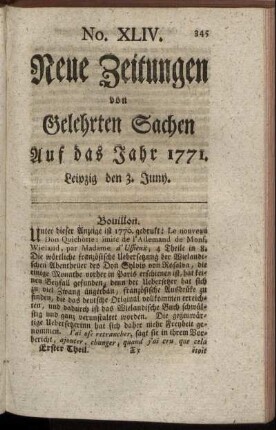 No. XLIV. 345
Neue Zeitungen
von
Gelehrten Sachen
Auf das Jahr 1771.
Leipzig den 3. Juny.
Bouillon.
Unter dieser Anzeige ist 1770. gedruckt: Le nouveau
Don Quichotte; imité de l'Allemand de Mons.
Wieland, par Madame d'Ussieux, 4 Theile in 8.
Die wörtliche französische Uebersetzung der Wielandi-
schen Abentheuer des Don Sylvio von Rosalva, die
einige Monathe vorher in Paris erschienen ist, hat kei-
nen Beyfall gefunden, denn der Uebersetzer hat sich
zu viel Zwang angethan, französische Ausdrücke zu
finden, die das deutsche Original vollkommen erreich-
ten, und dadurch ist das Wielandische Buch schwül-
stig und ganz verunstaltet worden. Die gegenwär-
tige Uebersetzerinn hat sich daher mehr Freyheit ge-
nommen. J'ai osé retrancher, sagt sie in ihrem Vor-
bericht, ajouter, changer, quand j'ai cru, que cela
Erster Theil. Xx étoit